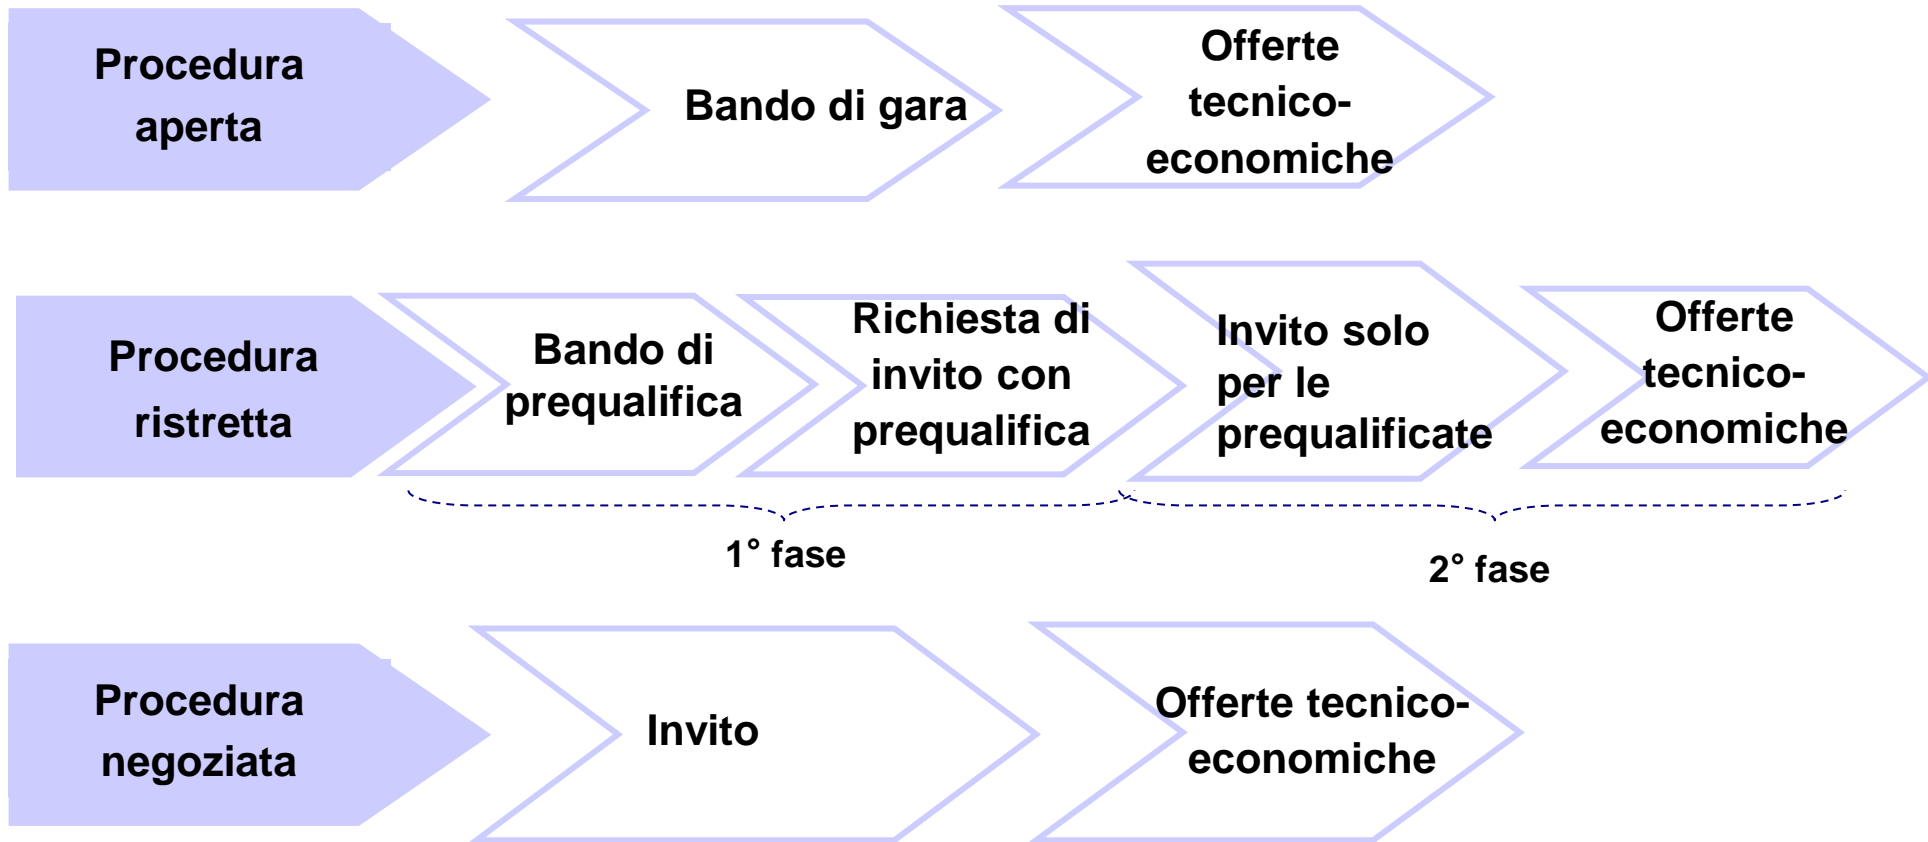 Procedura
aperta
Bando di gara
Offerte
tecnico-
economiche
Procedura
ristretta
Bando di
prequalifica
Richiesta di
invito con
prequalifica
Invito solo
per le
prequalificate
Offerte
tecnico-
economiche
1° fase
2° fase
Procedura
negoziata
Invito
Offerte tecnico-
economiche